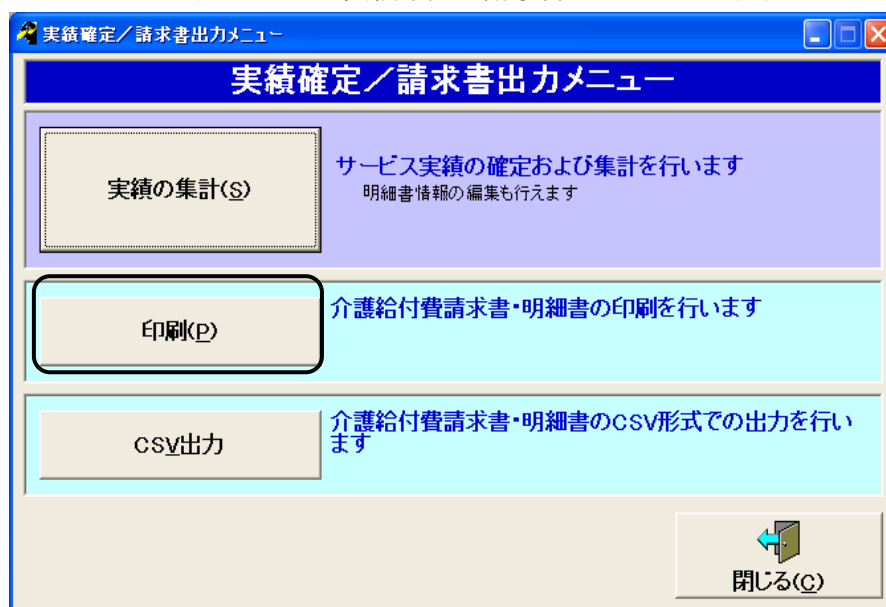 実績確定／請求書出力メニュー
実績確定／請求書出力メニュー
実績の集計(S)
サービス実績の確定および集計を行います
明細書情報の編集も行えます
印刷(P)
介護給付費請求書・明細書の印刷を行います
CSV出力
介護給付費請求書・明細書のCSV形式での出力を行い
ます
閉じる(C)